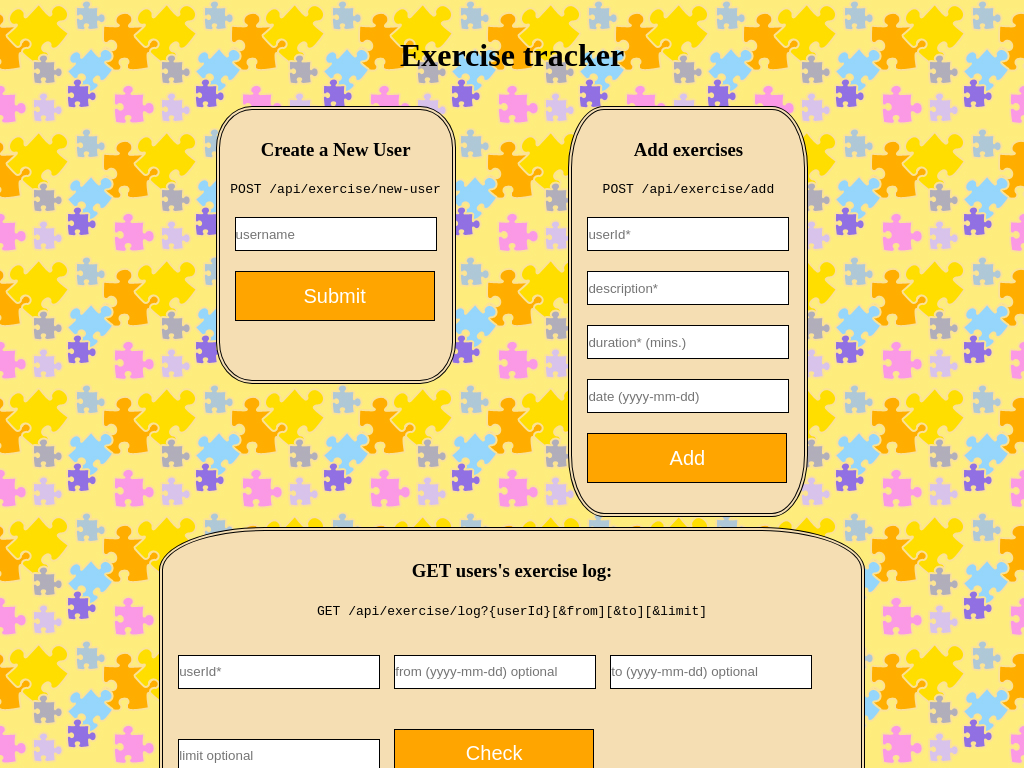 Exercise tracker
Create a New User
POST /api/exercise/new-user
username
Submit
Add exercises
POST /api/exercise/add
userId*
description*
duration* (mins.)
date (yyyy-mm-dd)
Add
GET users's exercise log:
GET /api/exercise/log?{userId}[&from][&to][&limit]
userId*
from (yyyy-mm-dd) optional
to (yyyy-mm-dd) optional
limit optional
Check